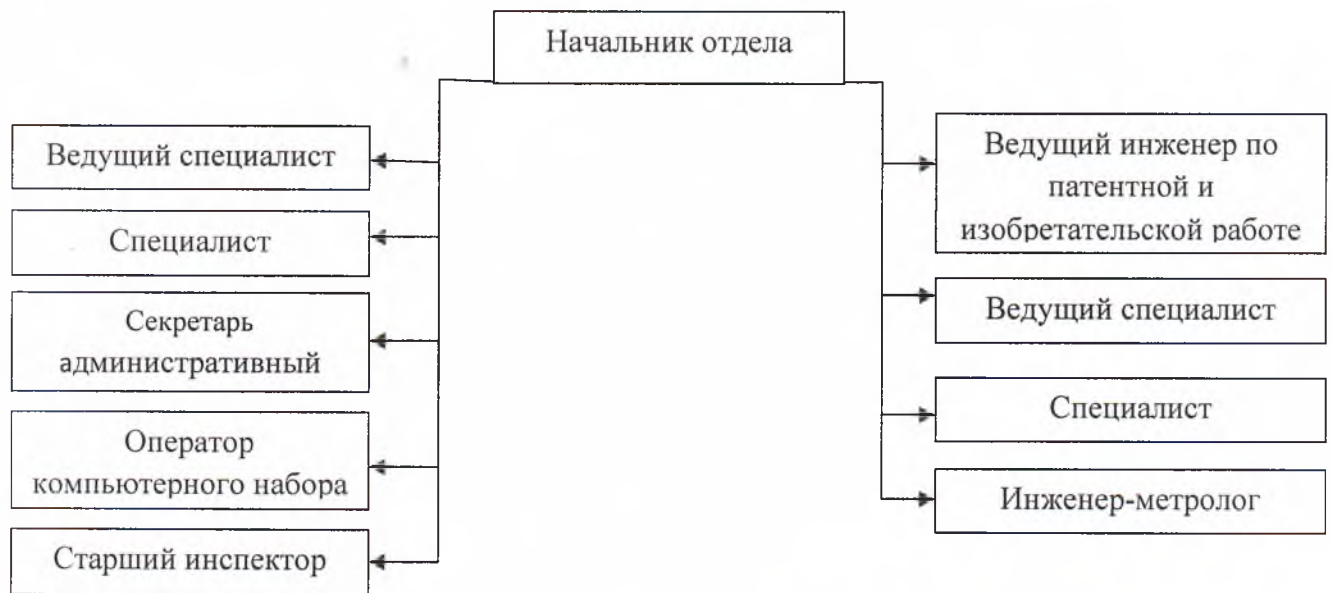 Начальник отдела
Ведущий специалист
Специалист
Секретарь
административный
Оператор
компьютерного набора
Старший инспектор
Ведущий инженер по
патентной и
изобретательской работе
Ведущий специалист
Специалист
Инженер-метролог